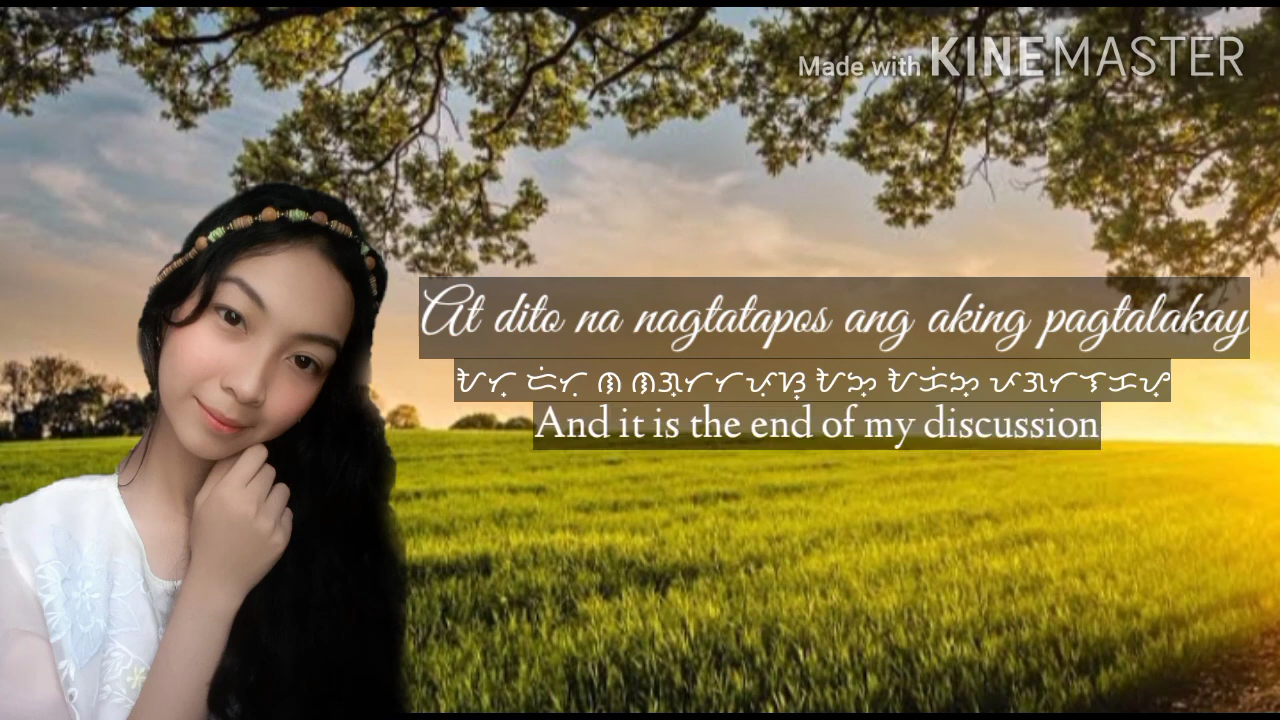 Made with KINEMASTER
At dito na nagtatapos ang aking pagtalakay
And it is the end of my discussion